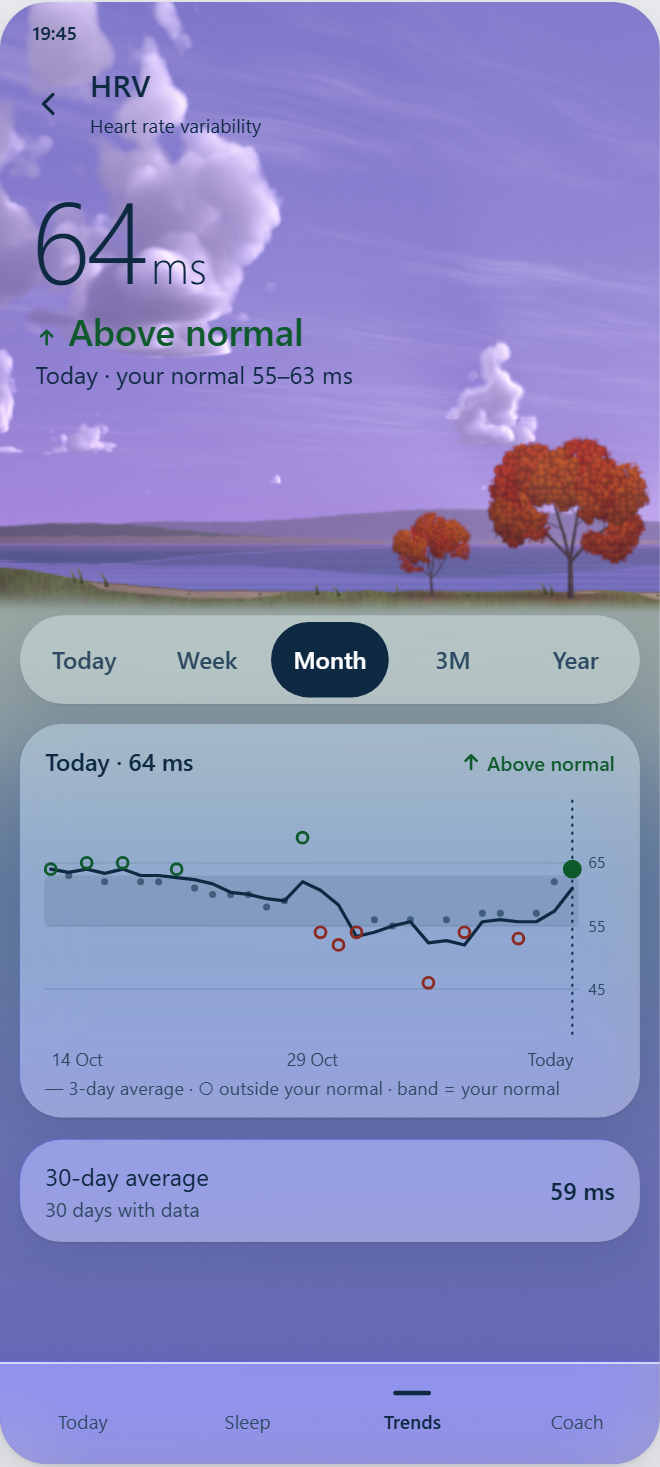 19:45
HRV
Heart rate variability
64 ms
↑ Above normal
Today · your normal 55–63 ms
Today Week Month 3M Year
Today · 64 ms ↑ Above normal
65
55
45
14 Oct 29 Oct Today
— 3-day average · ○ outside your normal · band = your normal
30-day average
59 ms
30 days with data
Today Sleep Trends Coach